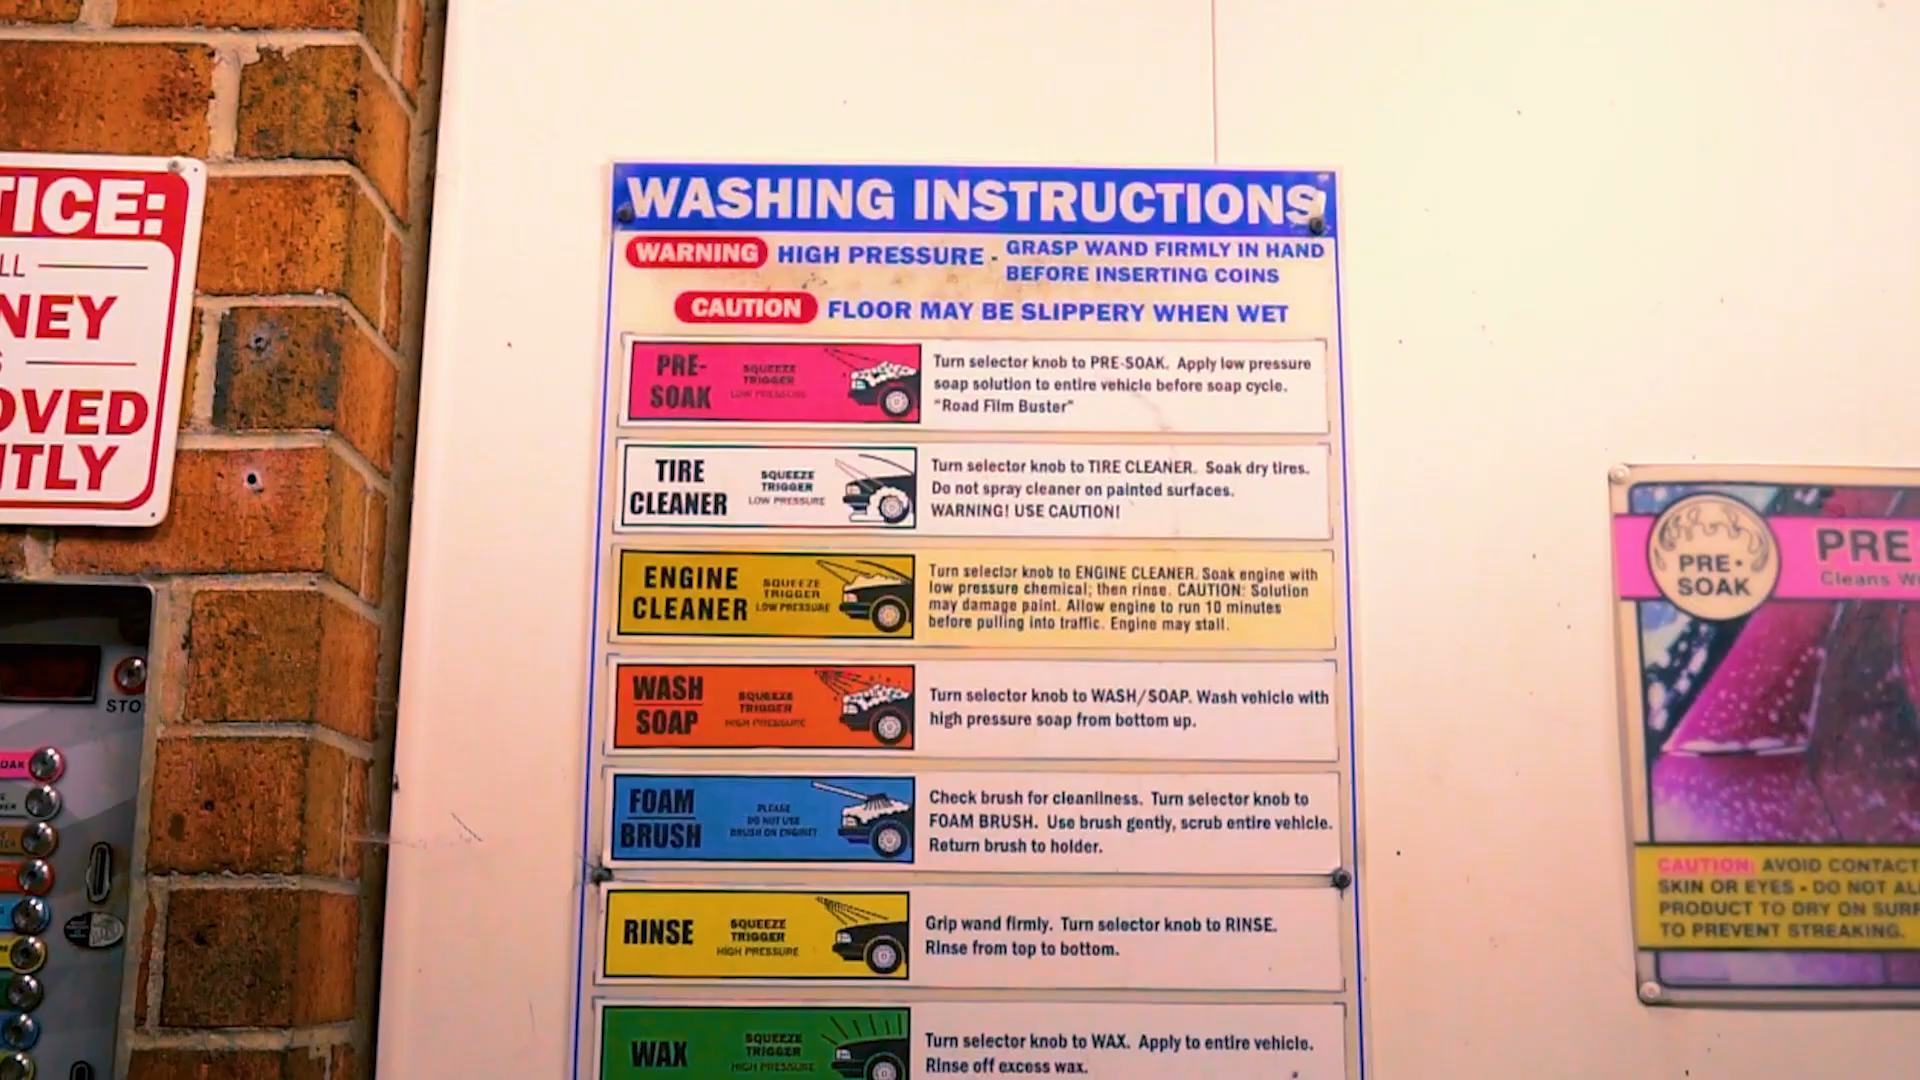 TICE:
LL
NEY
S
OVED
ITLY
STO
OAK
WASHING INSTRUCTIONS
WARNING HIGH PRESSURE - GRASP WAND FIRMLY IN HAND
BEFORE INSERTING COINS
CAUTION FLOOR MAY BE SLIPPERY WHEN WET
PRE-
SOAK
SQUEEZE
TRIGGER
LOW PRESSURE
Turn selector knob to PRE-SOAK. Apply low pressure
soap solution to entire vehicle before soap cycle.
"Road Film Buster"
TIRE
CLEANER
SQUEEZE
TRIGGER
LOW PRESSURE
Turn selector knob to TIRE CLEANER. Soak dry tires.
Do not spray cleaner on painted surfaces.
WARNING! USE CAUTION!
ENGINE
CLEANER
SQUEEZE
TRIGGER
LOW PRESSURE
Turn selector knob to ENGINE CLEANER. Soak engine with
low pressure chemical; then rinse. CAUTION: Solution
may damage paint. Allow engine to run 10 minutes
before pulling into traffic. Engine may stall.
WASH
SOAP
SQUEEZE
TRIGGER
HIGH PRESSURE
Turn selector knob to WASH/SOAP. Wash vehicle with
high pressure soap from bottom up.
FOAM
BRUSH
PLEASE
DO NOT USE
BRUSH ON ENGINE!
Check brush for cleanliness. Turn selector knob to
FOAM BRUSH. Use brush gently, scrub entire vehicle.
Return brush to holder.
RINSE
SQUEEZE
TRIGGER
HIGH PRESSURE
Grip wand firmly. Turn selector knob to RINSE.
Rinse from top to bottom.
WAX
SQUEEZE
TRIGGER
HIGH PRESSURE
Turn selector knob to WAX. Apply to entire vehicle.
Rinse off excess wax.
PRE-
SOAK
PRE
Cleans Wi
CAUTION: AVOID CONTACT
SKIN OR EYES - DO NOT AL
PRODUCT TO DRY ON SURF
TO PREVENT STREAKING.